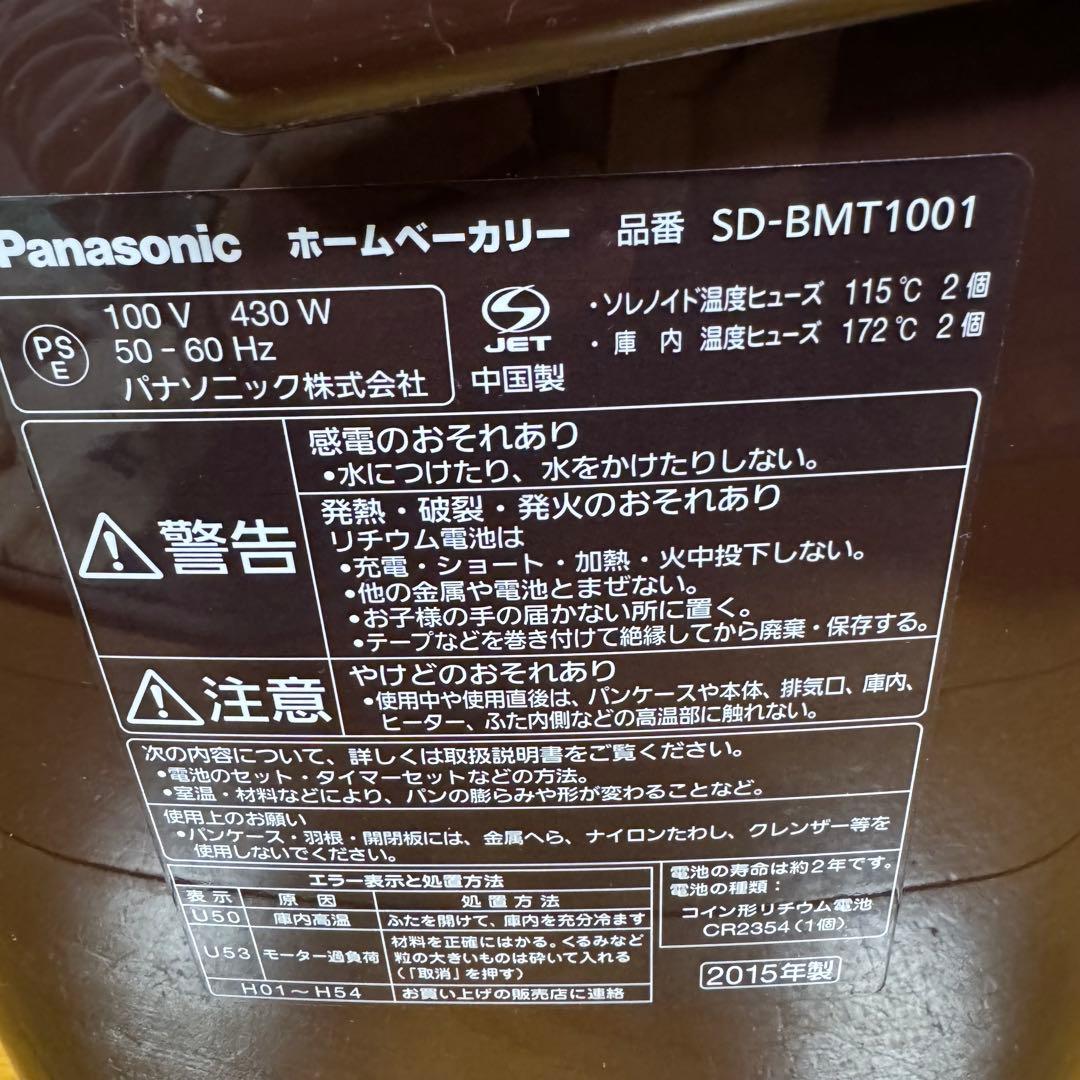 Panasonic ホームベーカリー 品番 SD-BMT1001
PS E
100 V 430 W
50-60 Hz
パナソニック株式会社
JET
中国製
・ソレノイド温度ヒューズ 115℃ 2個
・庫内 温度ヒューズ 172℃ 2個
警告
感電のおそれあり
•水につけたり、水をかけたりしない。
発熱・破裂・発火のおそれあり
リチウム電池は
•充電・ショート・加熱・火中投下しない。
•他の金属や電池とまぜない。
•お子様の手の届かない所に置く。
•テープなどを巻き付けて絶縁してから廃棄・保存する。
注意
やけどのおそれあり
•使用中や使用直後は、パンケースや本体、排気口、庫内、
ヒーター、ふた内側などの高温部に触れない。
次の内容について、詳しくは取扱説明書をご覧ください。
•電池のセット・タイマーセットなどの方法。
•室温・材料などにより、パンの膨らみや形が変わることなど。
使用上のお願い
•パンケース・羽根・開閉板には、金属へら、ナイロンたわし、クレンザー等を
使用しないでください。
エラー表示と処置方法
表示 原因 処置方法
U50 庫内高温 ふたを開けて、庫内を充分冷ます
U53 モーター過負荷 材料を正確にはかる。くるみなど
粒の大きいものは砕いて入れる
(「取消」を押す)
H01〜H54 お買い上げの販売店に連絡
電池の寿命は約2年です。
電池の種類：
コイン形リチウム電池
CR2354(1個)
2015年製